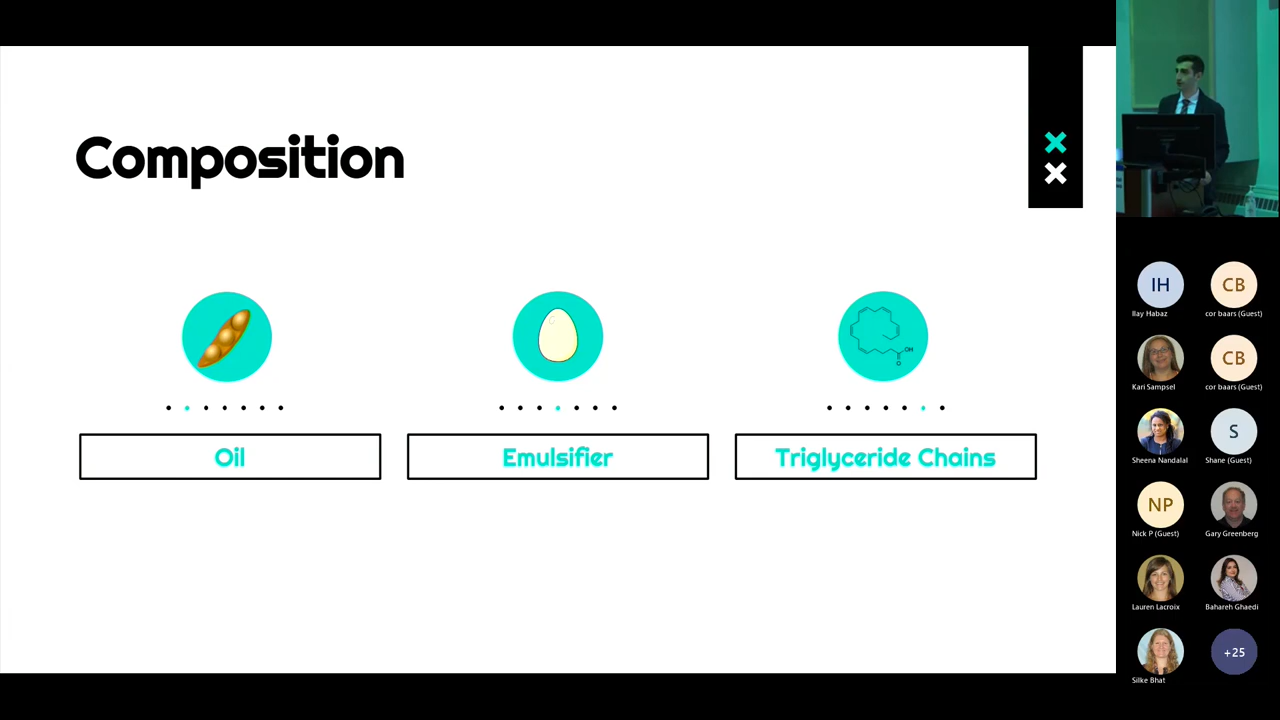 Composition
Oil
Emulsifier
OH
O
Triglyceride Chains
IH
Ilay Habaz
CB
cor baars (Guest)
Kari Sampsel
CB
cor baars (Guest)
Sheena Nandalal
S
Shane (Guest)
NP
Nick P (Guest)
Gary Greenberg
Lauren Lacroix
Bahareh Ghaedi
Silke Bhat
+25